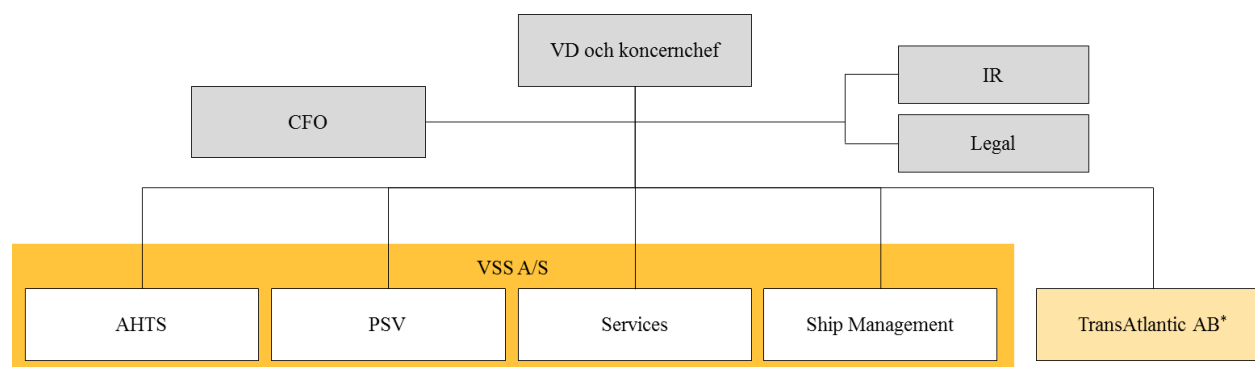 VD och koncernchef
IR
CFO
Legal
VSS A/S
AHTS
PSV
Services
Ship Management
TransAtlantic AB*